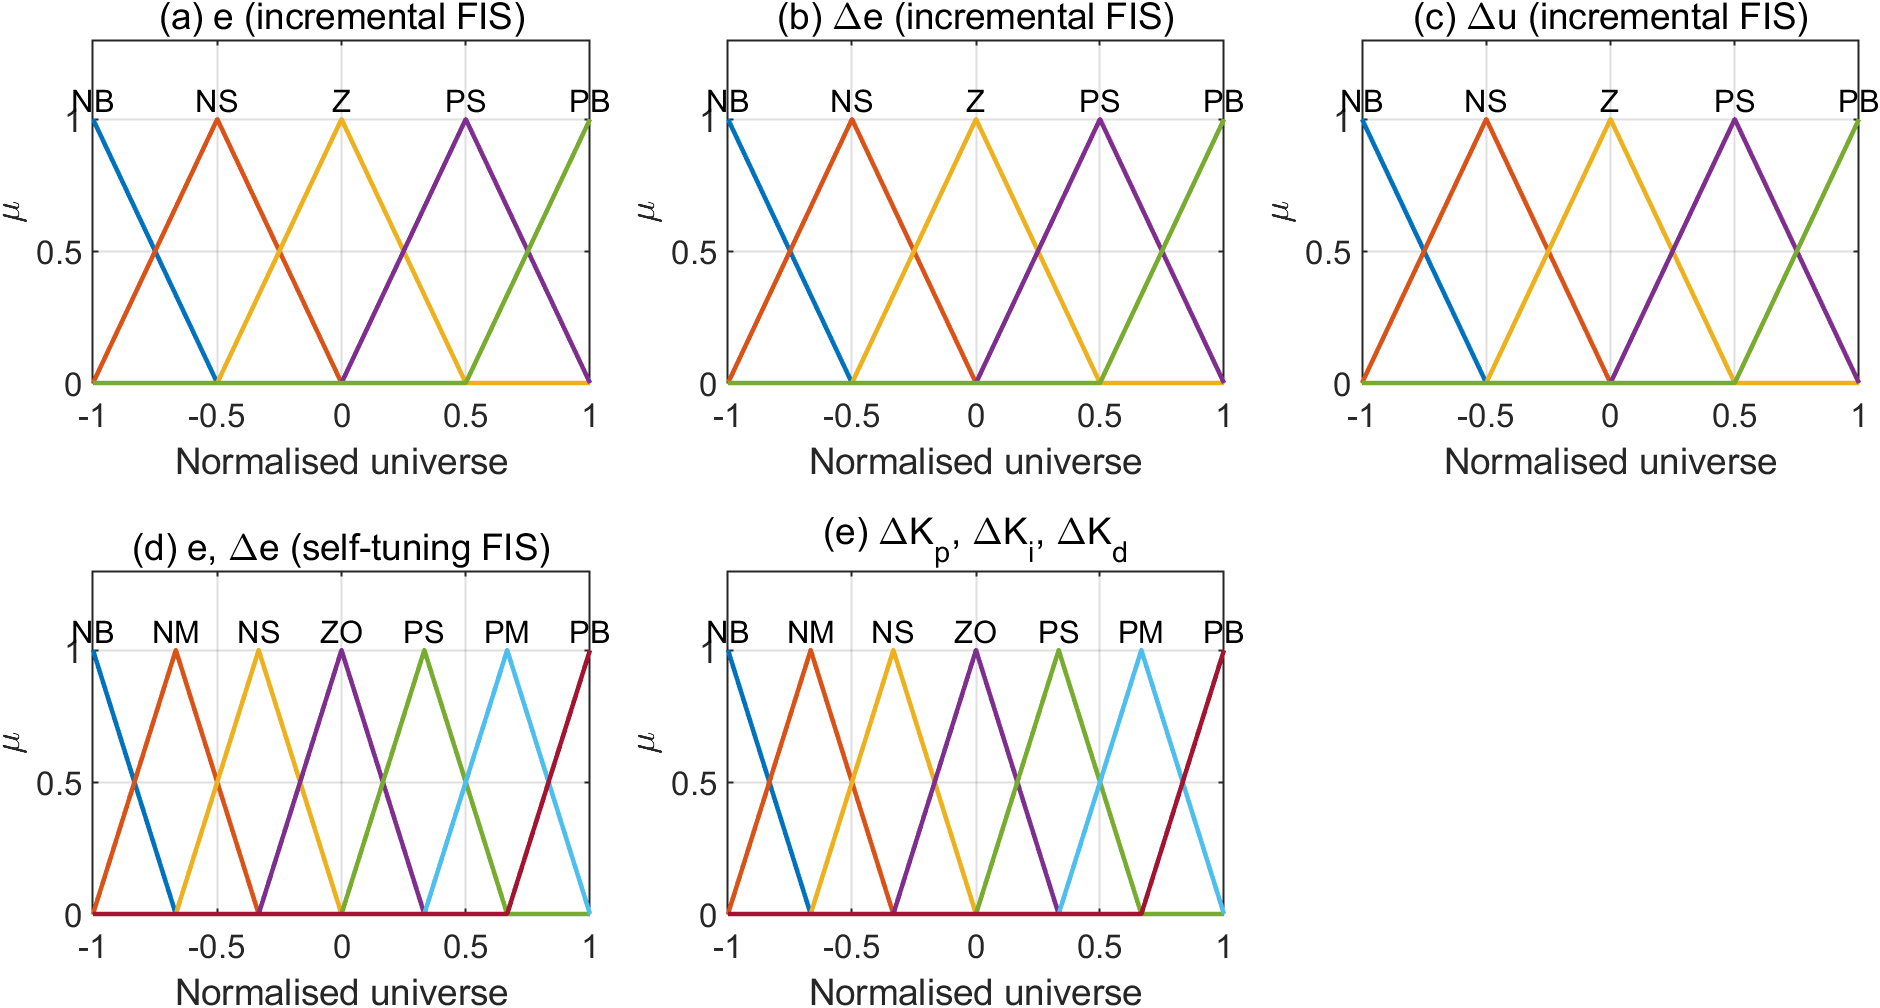 (a) e (incremental FIS)
NB NS Z PS PB
1
0.5
0
μ
-1 -0.5 0 0.5 1
Normalised universe
(b) Δe (incremental FIS)
NB NS Z PS PB
1
0.5
0
μ
-1 -0.5 0 0.5 1
Normalised universe
(c) Δu (incremental FIS)
NB NS Z PS PB
1
0.5
0
μ
-1 -0.5 0 0.5 1
Normalised universe
(d) e, Δe (self-tuning FIS)
NB NM NS ZO PS PM PB
1
0.5
0
μ
-1 -0.5 0 0.5 1
Normalised universe
(e) ΔKp, ΔKi, ΔKd
NB NM NS ZO PS PM PB
1
0.5
0
μ
-1 -0.5 0 0.5 1
Normalised universe